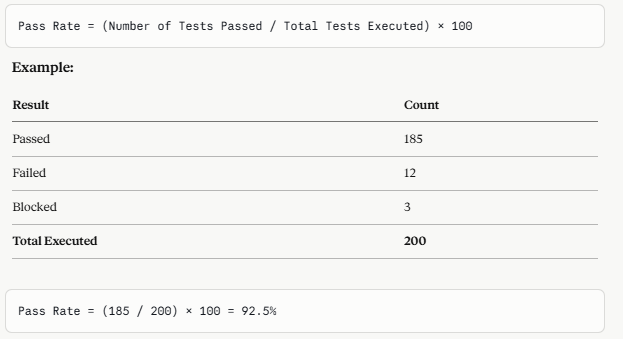 Pass Rate = (Number of Tests Passed / Total Tests Executed) × 100
Example:
Result Count
Passed 185
Failed 12
Blocked 3
Total Executed 200
Pass Rate = (185 / 200) × 100 = 92.5%